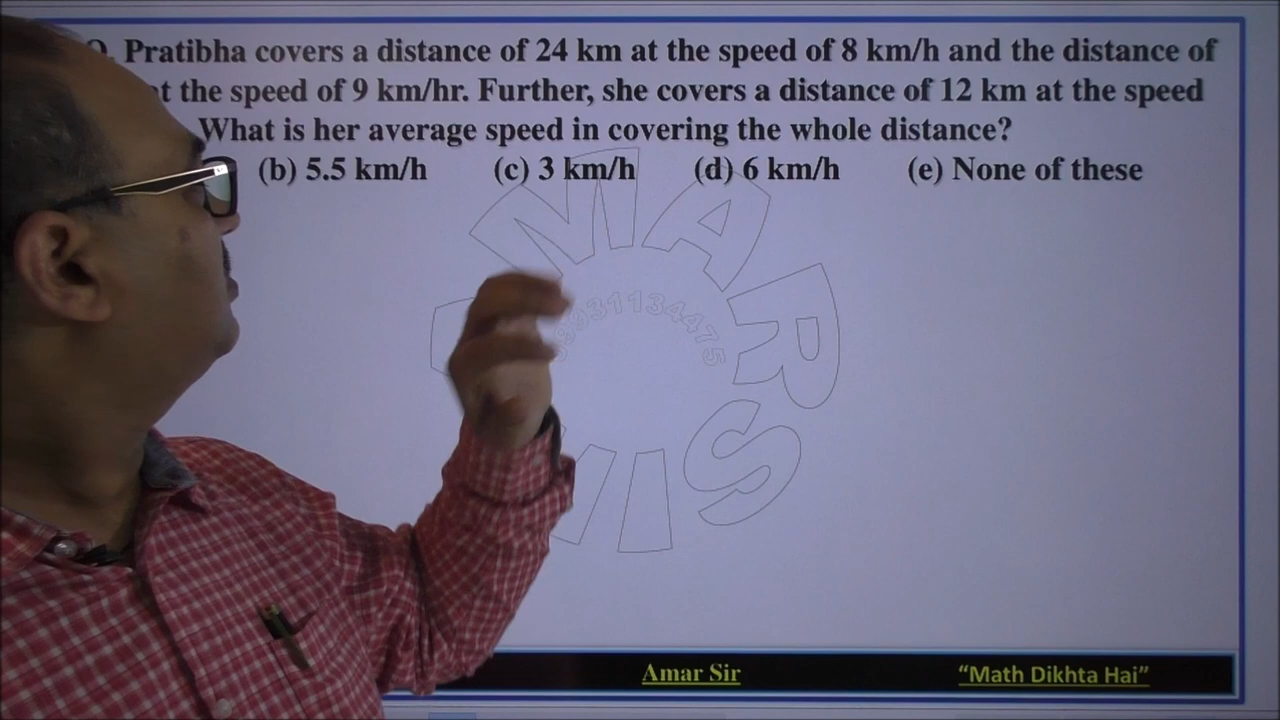 Pratibha covers a distance of 24 km at the speed of 8 km/h and the distance of
the speed of 9 km/hr. Further, she covers a distance of 12 km at the speed
What is her average speed in covering the whole distance?
(b) 5.5 km/h (c) 3 km/h (d) 6 km/h (e) None of these
MARS
Amar Sir “Math Dikhta Hai”